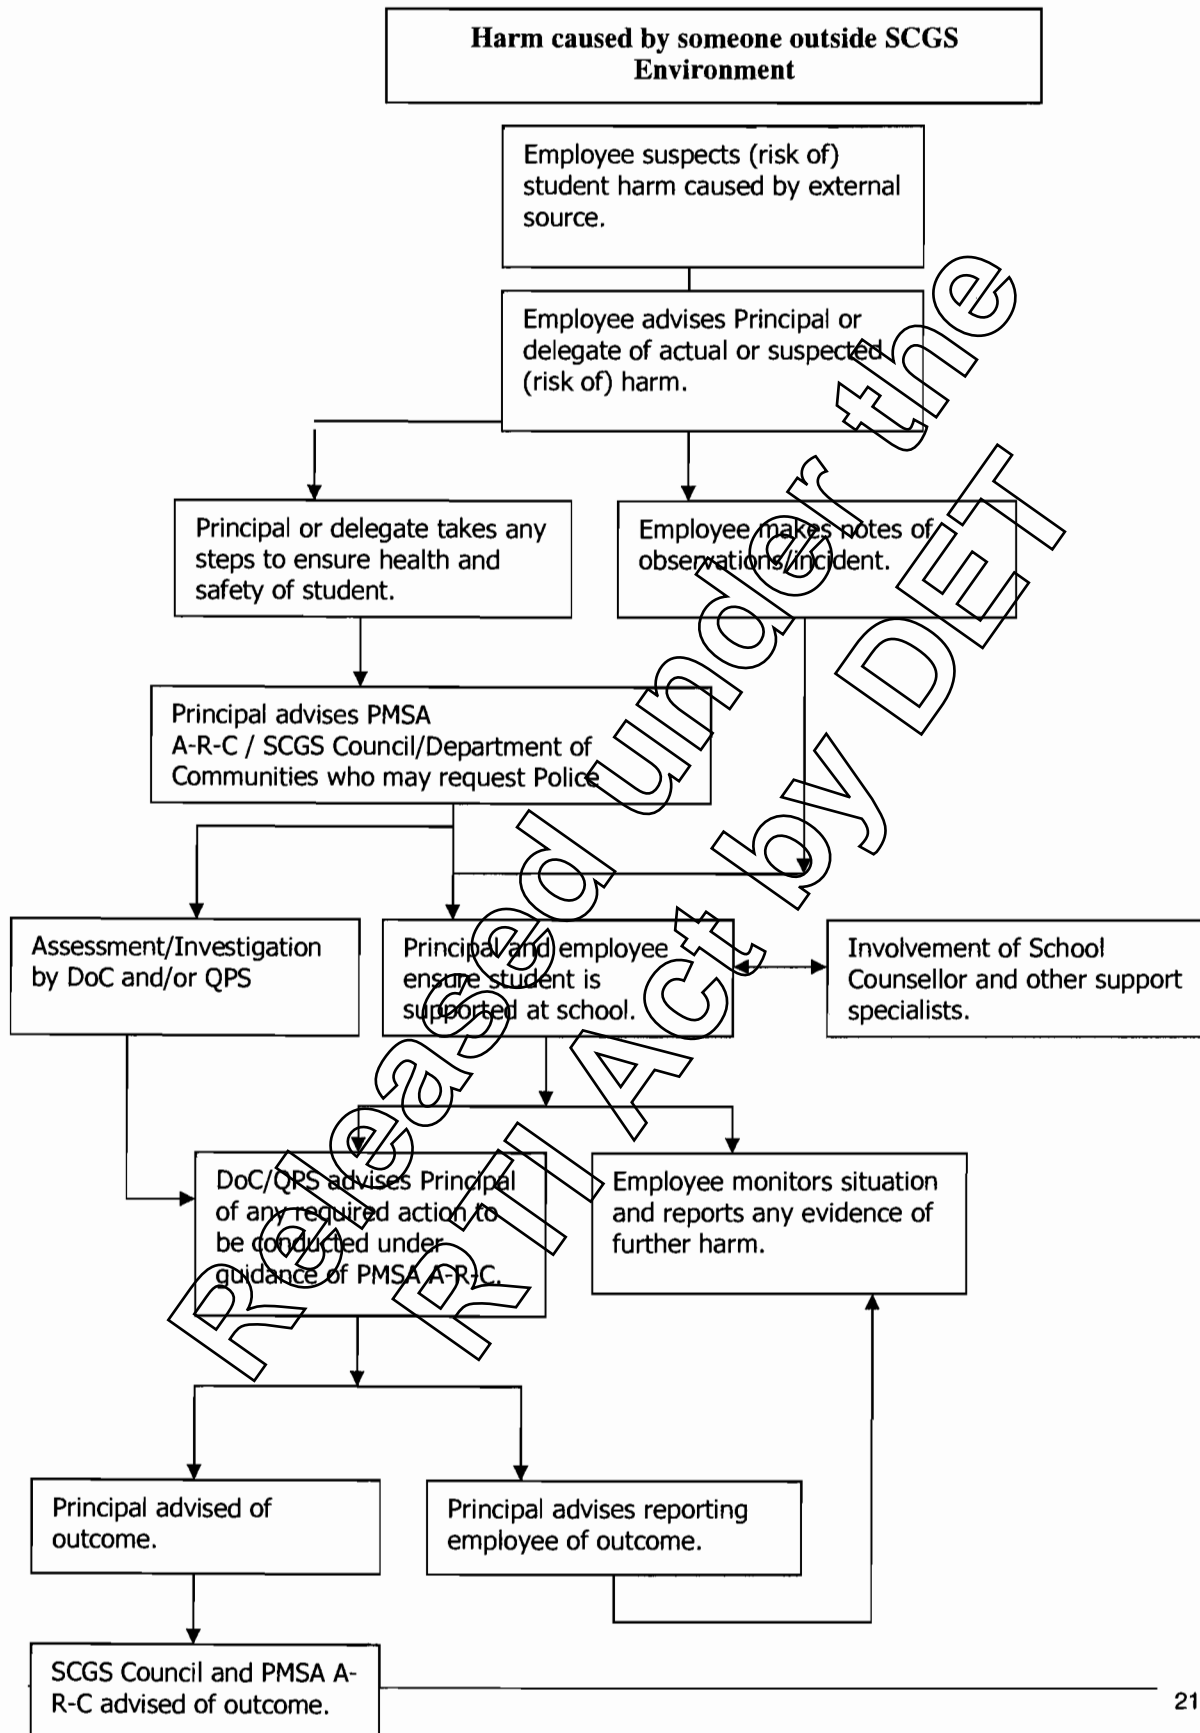 Harm caused by someone outside SCGS
Environment
Employee suspects (risk of)
student harm caused by external
source.
Employee advises Principal or
delegate of actual or suspected
(risk of) harm.
Principal or delegate takes any
steps to ensure health and
safety of student.
Employee makes notes of
observations/incident.
Principal advises PMSA
A-R-C / SCGS Council/Department of
Communities who may request Police
Assessment/Investigation
by DoC and/or QPS
Principal and employee
ensure student is
supported at school.
Involvement of School
Counsellor and other support
specialists.
DoC/QPS advises Principal
of any required action to
be conducted under
guidance of PMSA A-R-C.
Employee monitors situation
and reports any evidence of
further harm.
Principal advised of
outcome.
Principal advises reporting
employee of outcome.
SCGS Council and PMSA A-
R-C advised of outcome.
21
Released under the
RTI Act by DET